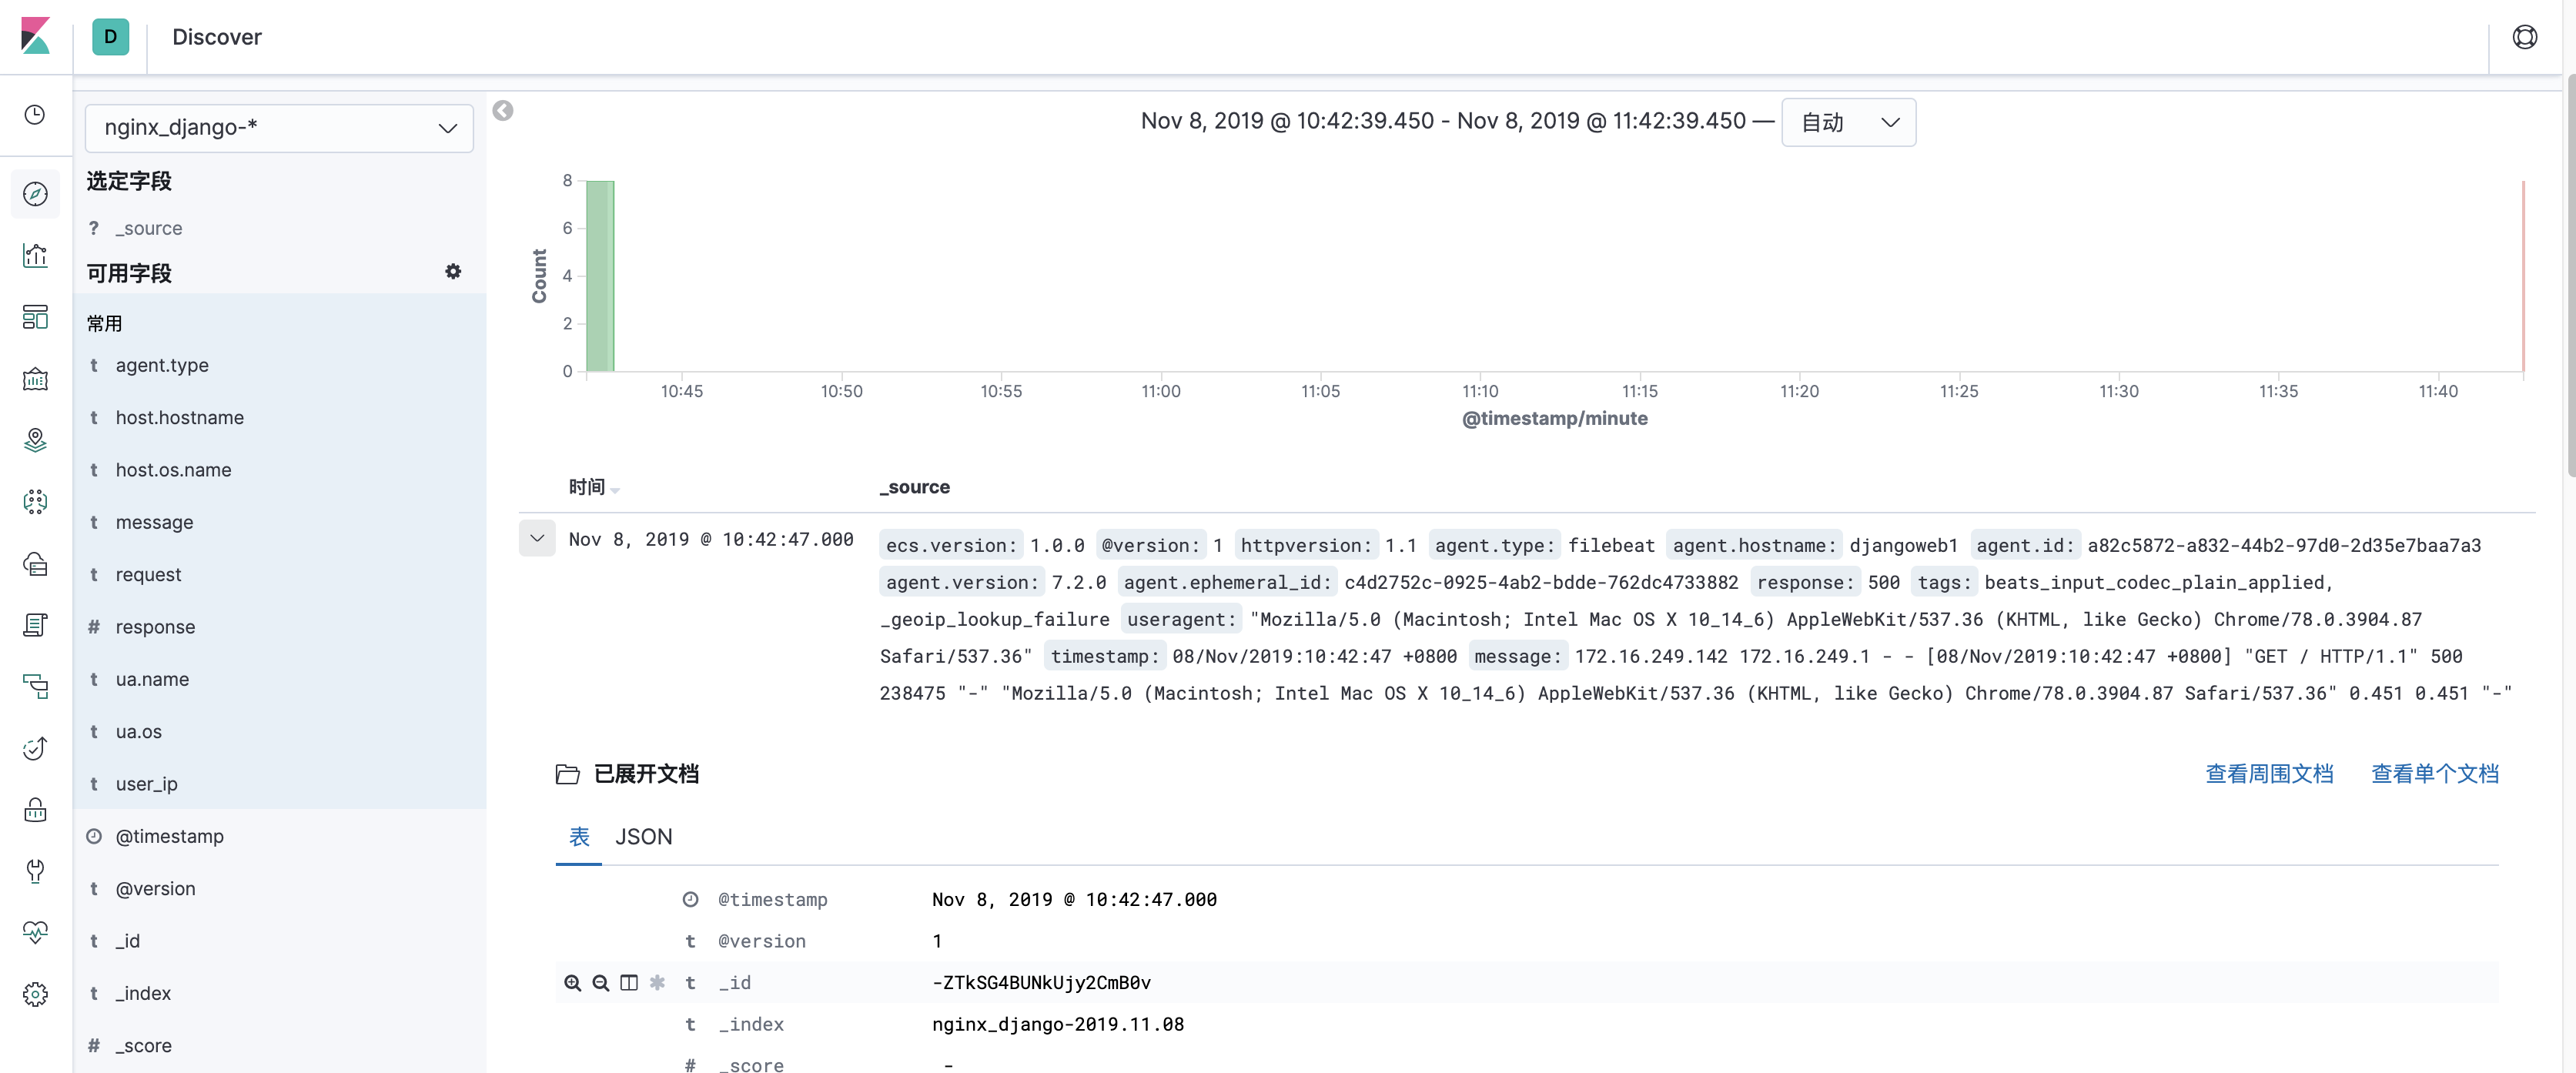 D Discover
nginx_django-*
选定字段
? _source
可用字段
常用
t agent.type
t host.hostname
t host.os.name
t message
t request
# response
t ua.name
t ua.os
t user_ip
@timestamp
t @version
t _id
t _index
# _score
Nov 8, 2019 @ 10:42:39.450 - Nov 8, 2019 @ 11:42:39.450 — 自动
Count
8
6
4
2
0
10:45 10:50 10:55 11:00 11:05 11:10 11:15 11:20 11:25 11:30 11:35 11:40
@timestamp/minute
时间 _source
Nov 8, 2019 @ 10:42:47.000
ecs.version: 1.0.0 @version: 1 httpversion: 1.1 agent.type: filebeat agent.hostname: djangoweb1 agent.id: a82c5872-a832-44b2-97d0-2d35e7baa7a3
agent.version: 7.2.0 agent.ephemeral_id: c4d2752c-0925-4ab2-bdde-762dc4733882 response: 500 tags: beats_input_codec_plain_applied,
_geoip_lookup_failure useragent: "Mozilla/5.0 (Macintosh; Intel Mac OS X 10_14_6) AppleWebKit/537.36 (KHTML, like Gecko) Chrome/78.0.3904.87
Safari/537.36" timestamp: 08/Nov/2019:10:42:47 +0800 message: 172.16.249.142 172.16.249.1 - - [08/Nov/2019:10:42:47 +0800] "GET / HTTP/1.1" 500
238475 "-" "Mozilla/5.0 (Macintosh; Intel Mac OS X 10_14_6) AppleWebKit/537.36 (KHTML, like Gecko) Chrome/78.0.3904.87 Safari/537.36" 0.451 0.451 "-"
已展开文档 查看周围文档 查看单个文档
表 JSON
@timestamp Nov 8, 2019 @ 10:42:47.000
t @version 1
t _id -ZTkSG4BUNkUjy2CmB0v
t _index nginx_django-2019.11.08
# _score -